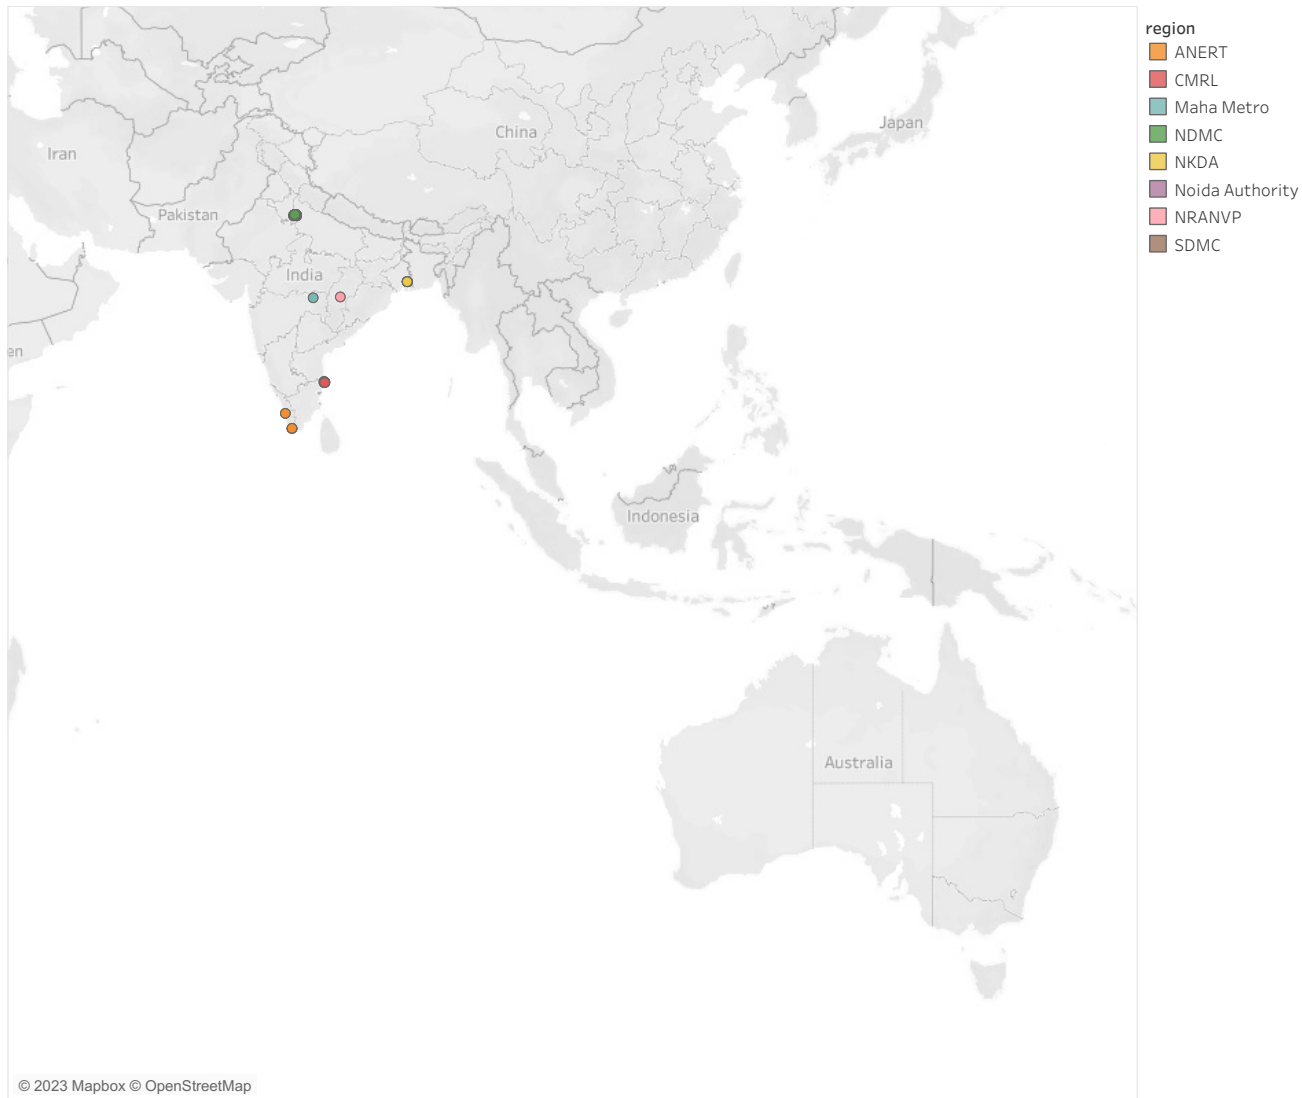 region
ANERT
CMRL
Maha Metro
NDMC
NKDA
Noida Authority
NRANVP
SDMC
China
Japan
Iran
Pakistan
India
en
Indonesia
Australia
© 2023 Mapbox © OpenStreetMap